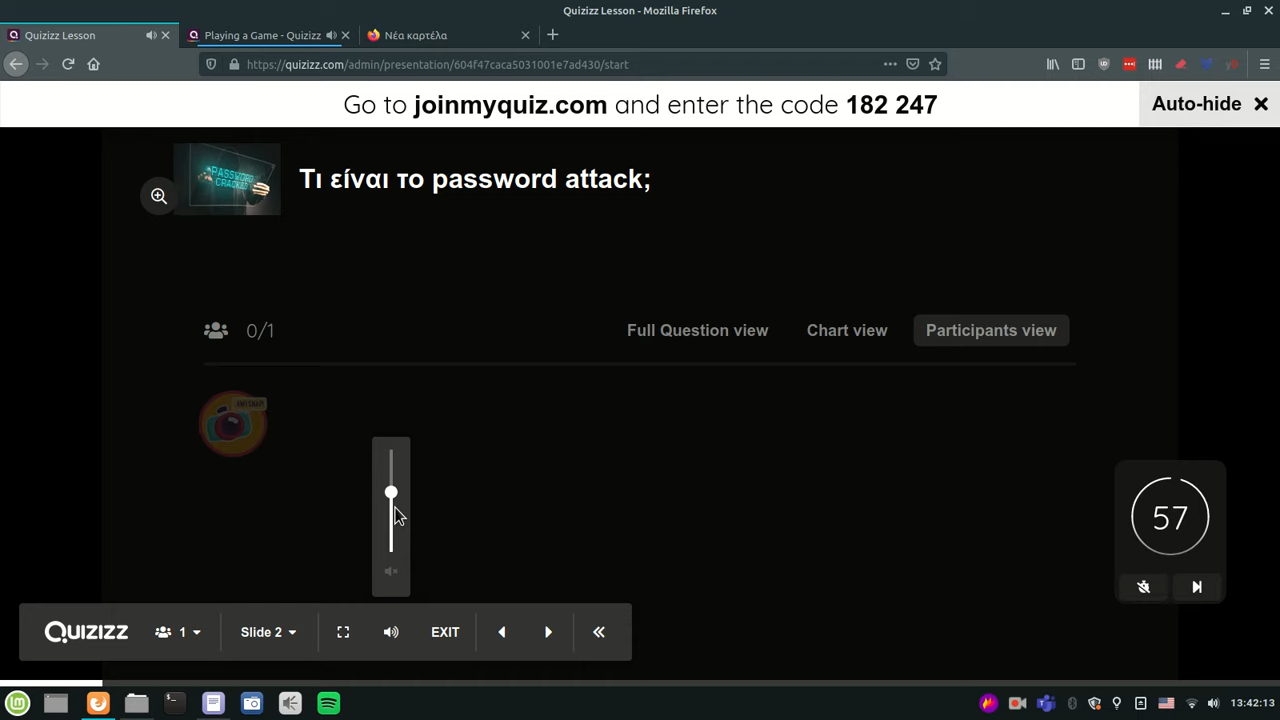 Quizizz Lesson - Mozilla Firefox
Quizizz Lesson
Playing a Game - Quizizz
Νέα καρτέλα
https://quizizz.com/admin/presentation/604f47caca5031001e7ad430/start
Go to joinmyquiz.com and enter the code 182 247
Auto-hide
PASSWORD
CRACKED
Τι είναι το password attack;
0/1
Full Question view
Chart view
Participants view
57
Quizizz
1
Slide 2
EXIT
13:42:13